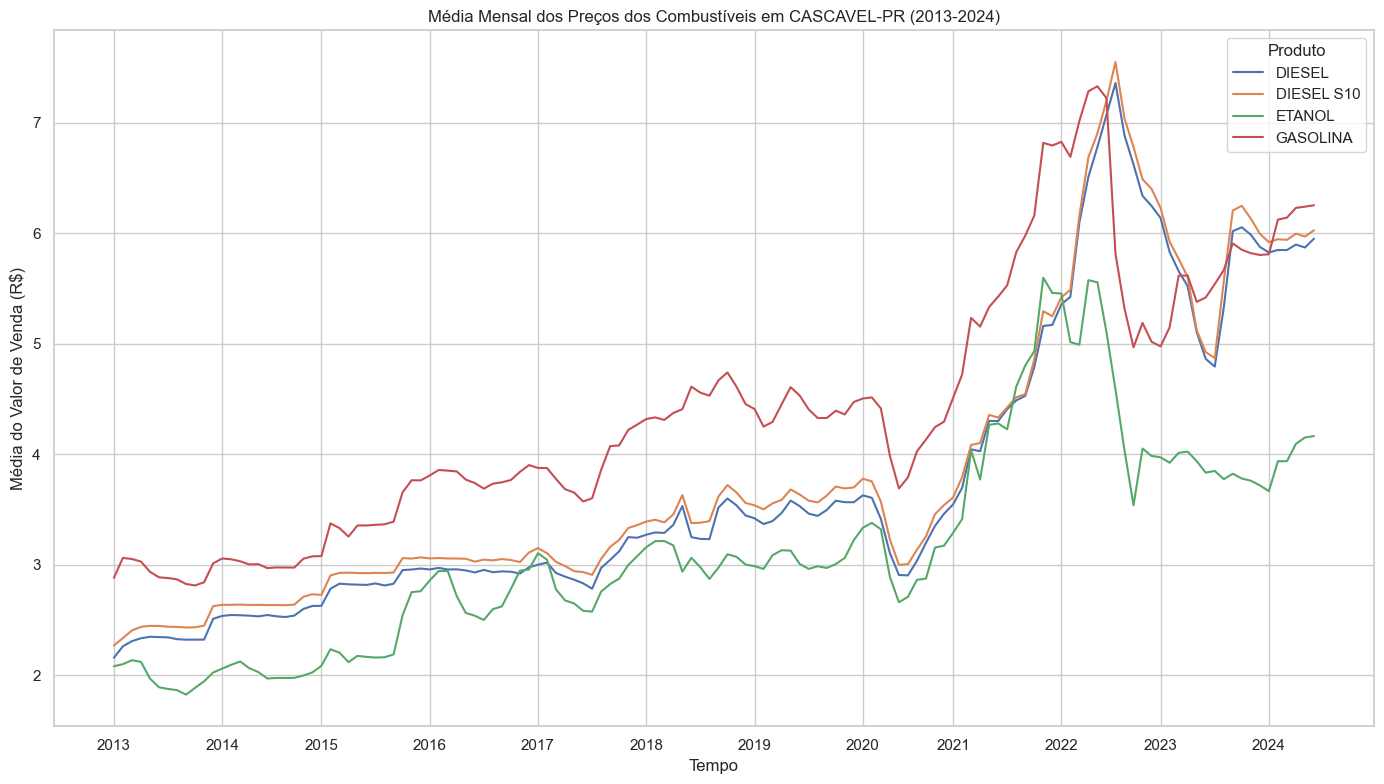 Média Mensal dos Preços dos Combustíveis em CASCAVEL-PR (2013-2024)
Produto
DIESEL
DIESEL S10
ETANOL
GASOLINA
Média do Valor de Venda (R$)
7
6
5
4
3
2
2013 2014 2015 2016 2017 2018 2019 2020 2021 2022 2023 2024
Tempo